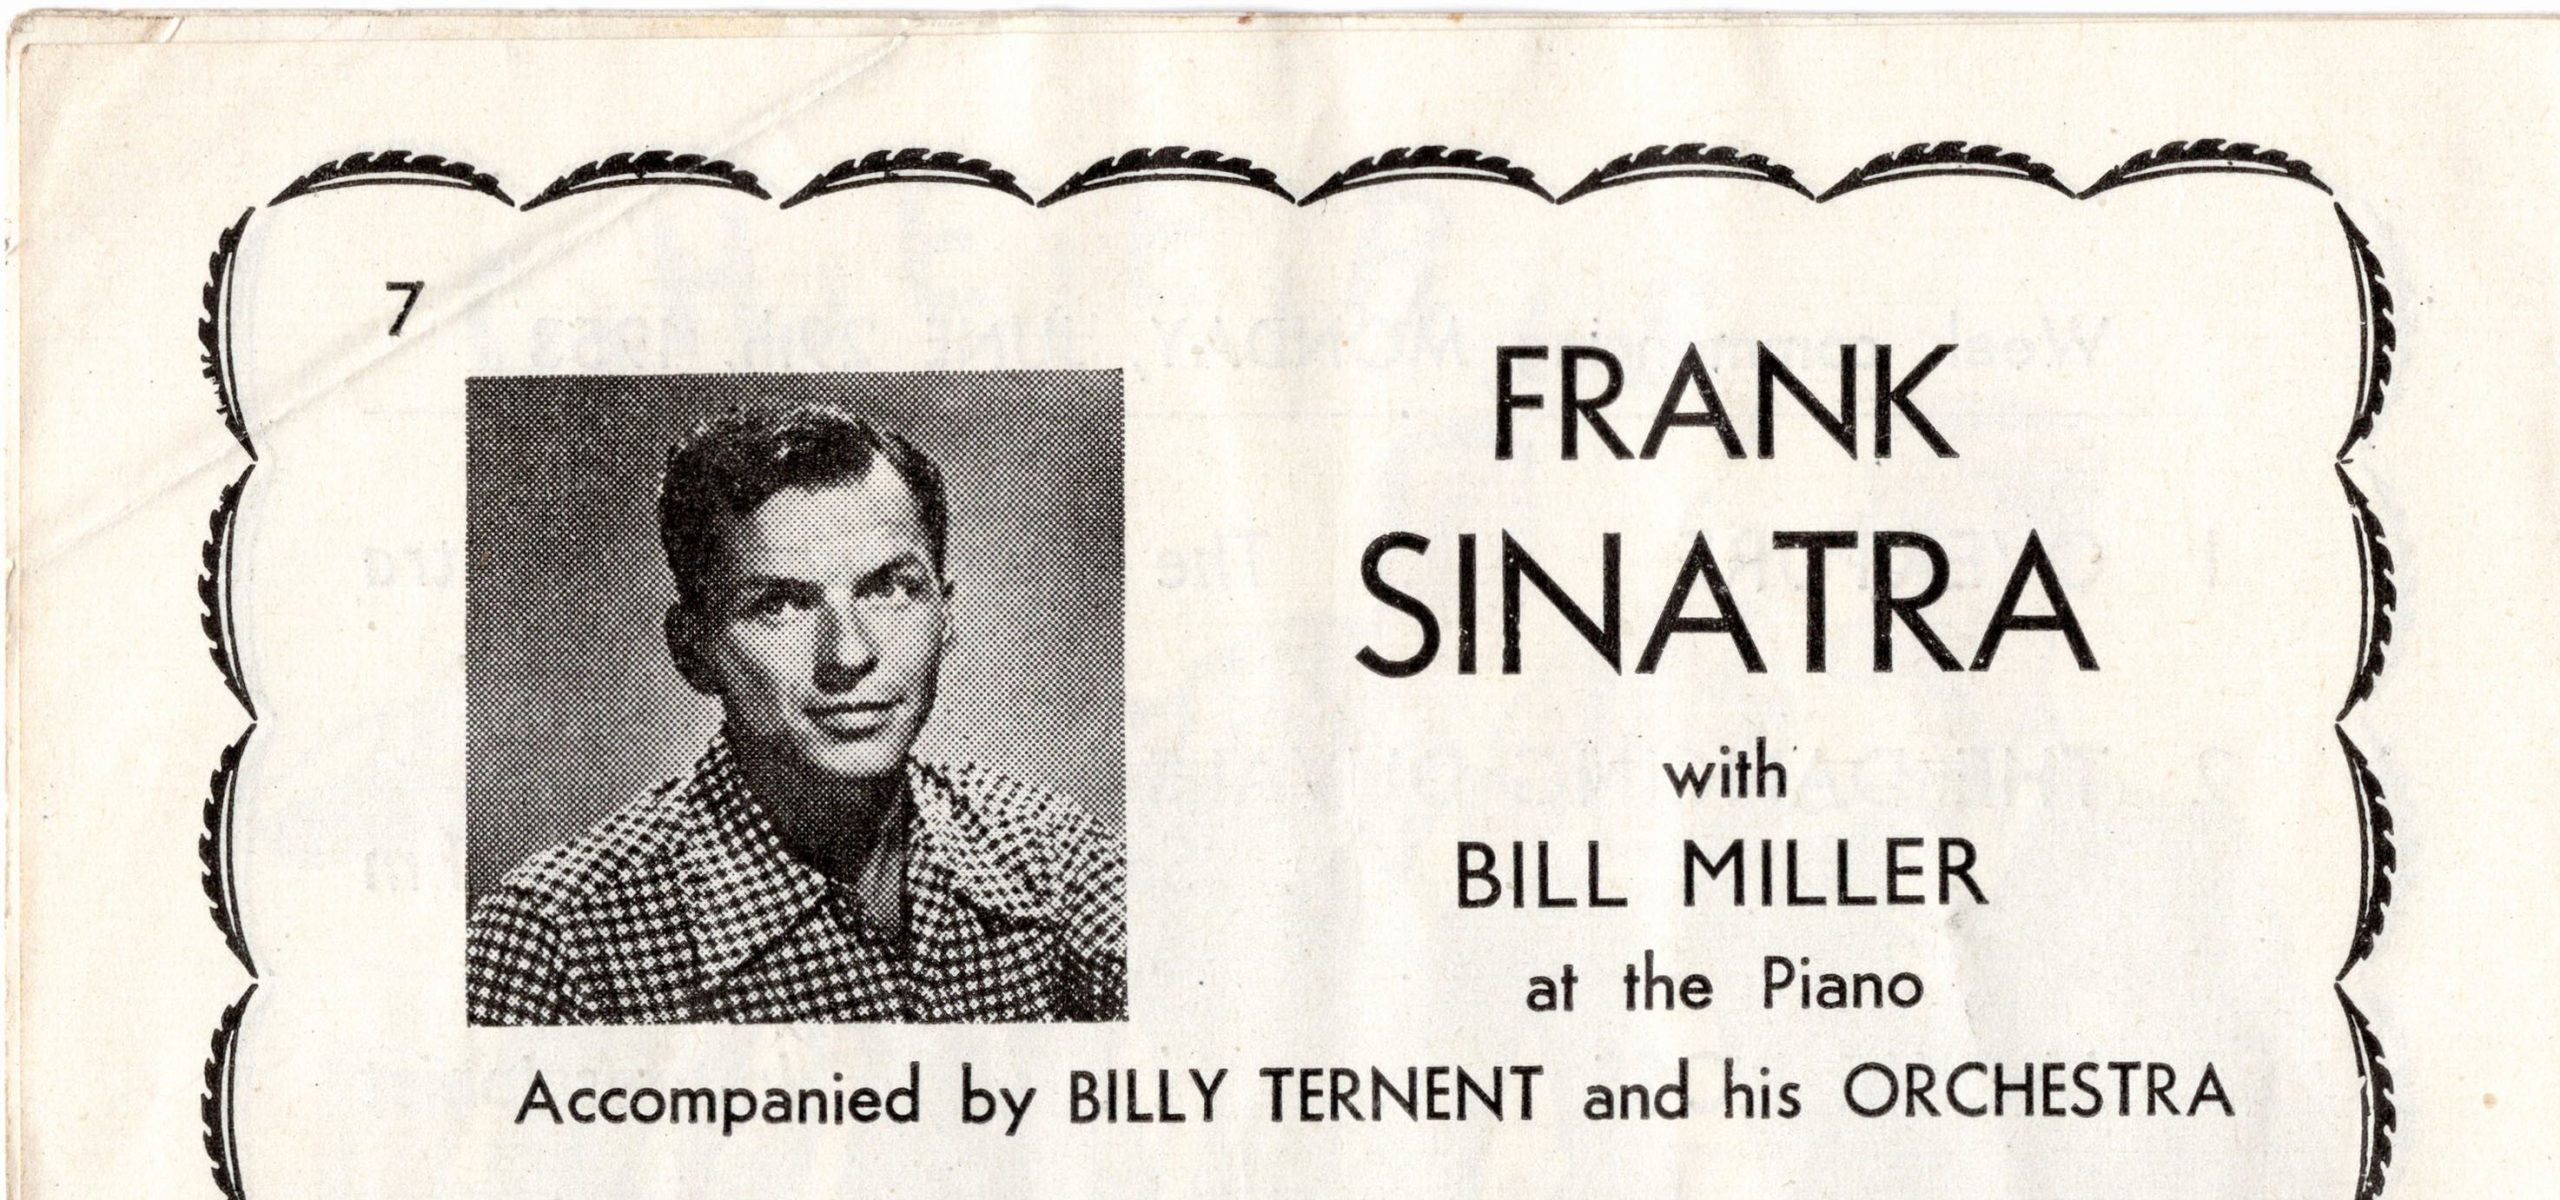 7
FRANK
SINATRA
with
BILL MILLER
at the Piano
Accompanied by BILLY TERNENT and his ORCHESTRA